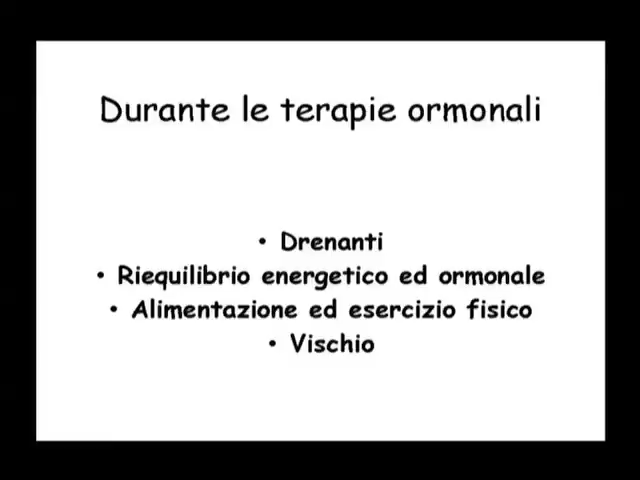 Durante le terapie ormonali
• Drenanti
• Riequilibrio energetico ed ormonale
• Alimentazione ed esercizio fisico
• Vischio